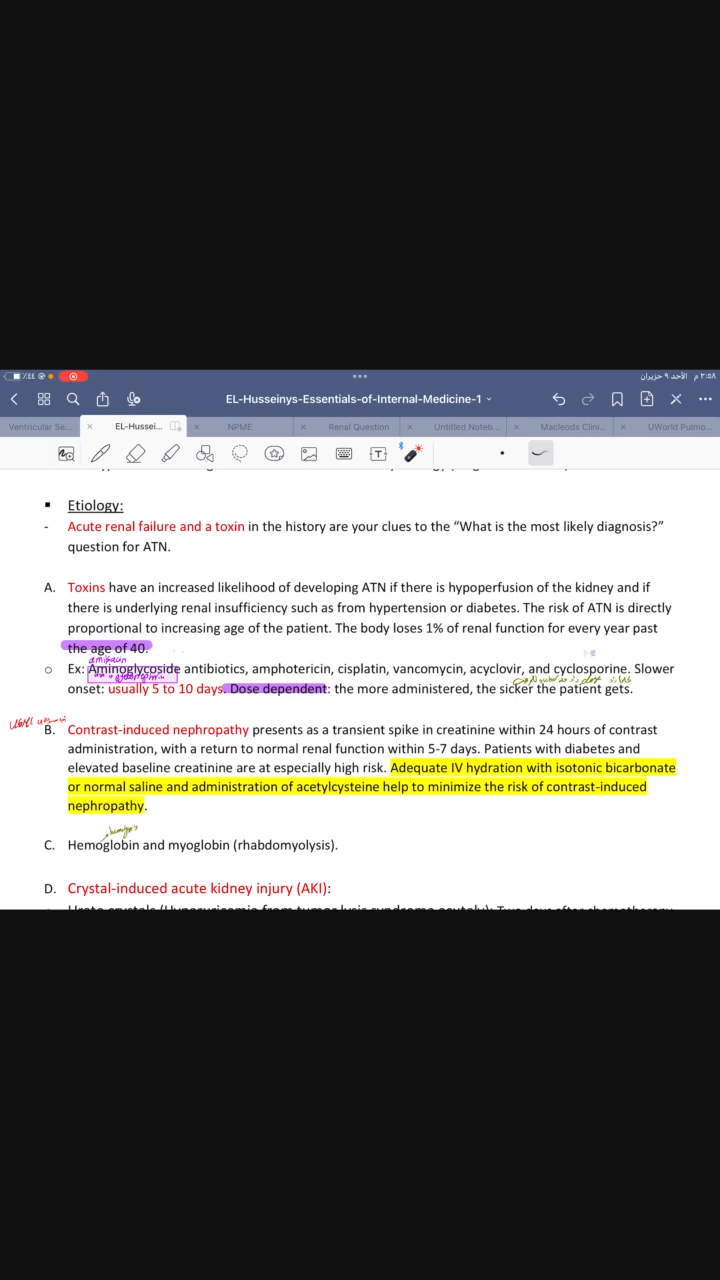 ٪٤٤
٢:٥٨ م الأحد ٩ حزيران
EL-Husseinys-Essentials-of-Internal-Medicine-1
Ventricular Se...
EL-Hussei...
NPME
Renal Question
Untitled Noteb...
Macleods Clini...
UWorld Pulmo...
Etiology:
- Acute renal failure and a toxin in the history are your clues to the “What is the most likely diagnosis?”
question for ATN.
A. Toxins have an increased likelihood of developing ATN if there is hypoperfusion of the kidney and if
there is underlying renal insufficiency such as from hypertension or diabetes. The risk of ATN is directly
proportional to increasing age of the patient. The body loses 1% of renal function for every year past
the age of 40.
amikacin
o Ex: Aminoglycoside antibiotics, amphotericin, cisplatin, vancomycin, acyclovir, and cyclosporine. Slower
onset: usually 5 to 10 days. Dose dependent: the more administered, the sicker the patient gets.
B. Contrast-induced nephropathy presents as a transient spike in creatinine within 24 hours of contrast
administration, with a return to normal renal function within 5-7 days. Patients with diabetes and
elevated baseline creatinine are at especially high risk. Adequate IV hydration with isotonic bicarbonate
or normal saline and administration of acetylcysteine help to minimize the risk of contrast-induced
nephropathy.
C. Hemoglobin and myoglobin (rhabdomyolysis).
D. Crystal-induced acute kidney injury (AKI):